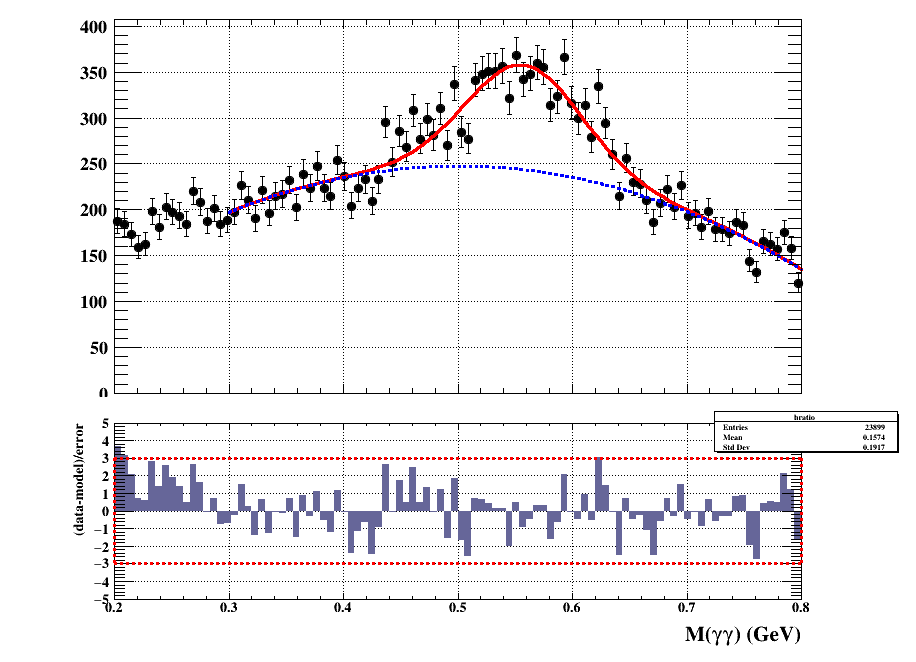 400
350
300
250
200
150
100
50
0
hratio
Entries 23899
Mean 0.1574
Std Dev 0.1917
(data-model)/error
5
4
3
2
1
0
−1
−2
−3
−4
−5
0.2 0.3 0.4 0.5 0.6 0.7 0.8
M(γγ) (GeV)